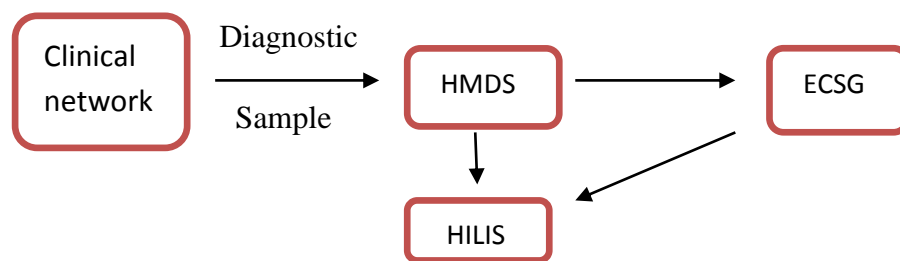 Clinical
network
Diagnostic
Sample
HMDS
ECSG
HILIS